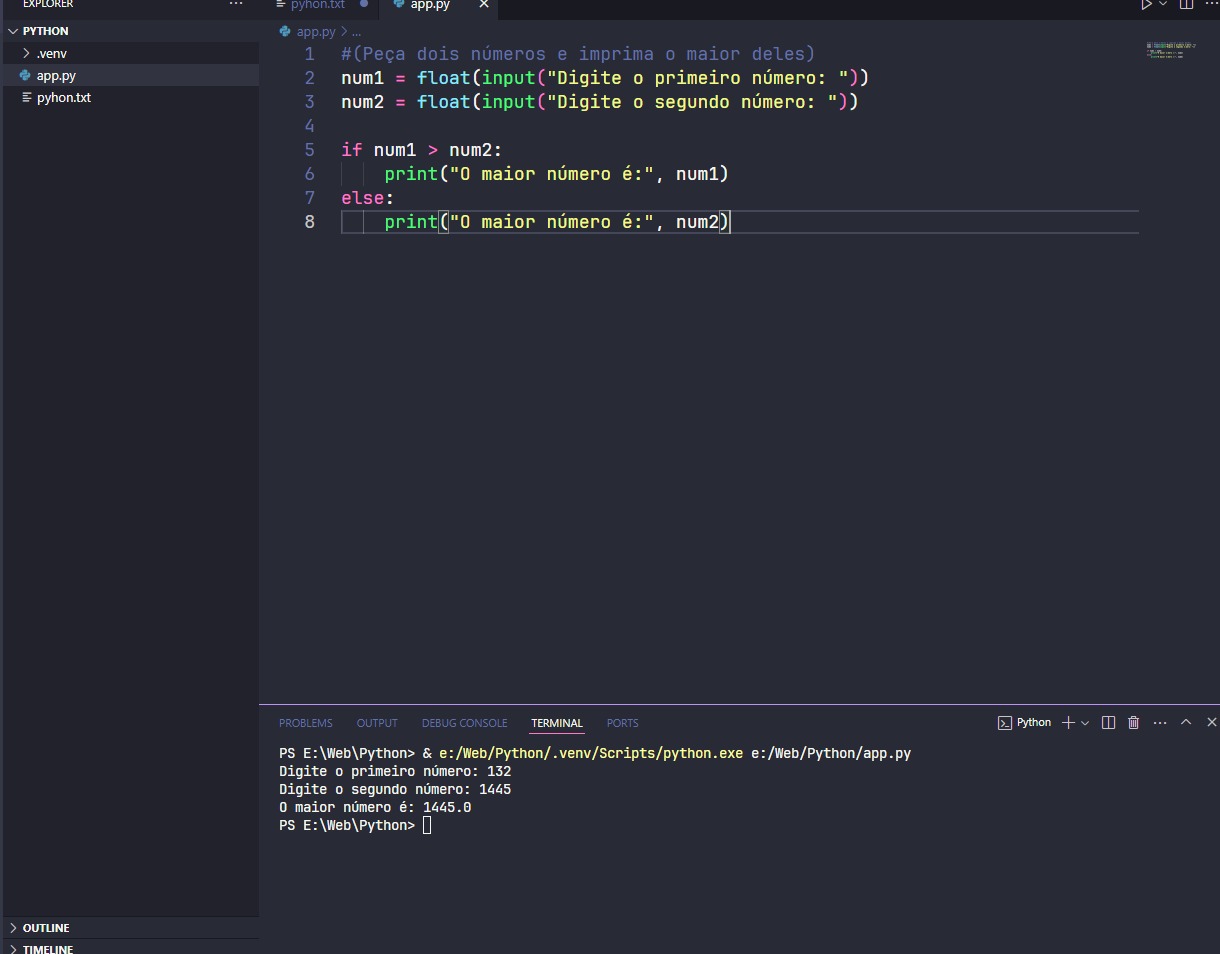 EXPLORER
PYTHON
.venv
app.py
pyhon.txt
OUTLINE
TIMELINE
pyhon.txt app.py
app.py > ...
1 #(Peça dois números e imprima o maior deles)
2 num1 = float(input("Digite o primeiro número: "))
3 num2 = float(input("Digite o segundo número: "))
4
5 if num1 > num2:
6 print("O maior número é:", num1)
7 else:
8 print("O maior número é:", num2)
PROBLEMS OUTPUT DEBUG CONSOLE TERMINAL PORTS Python
PS E:\Web\Python> & e:/Web/Python/.venv/Scripts/python.exe e:/Web/Python/app.py
Digite o primeiro número: 132
Digite o segundo número: 1445
O maior número é: 1445.0
PS E:\Web\Python>